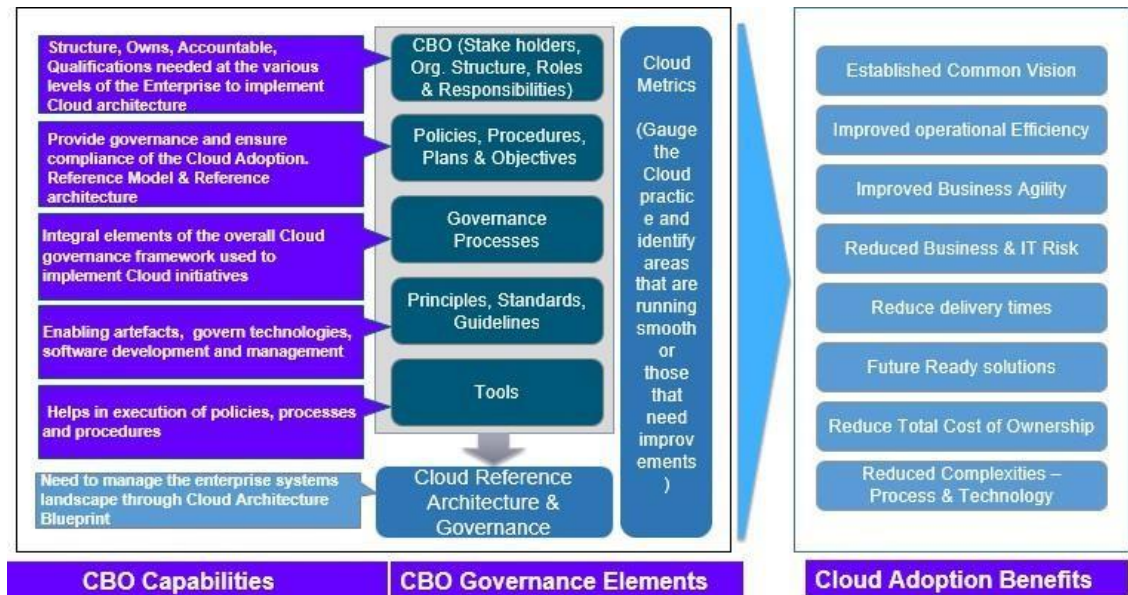 Structure, Owns, Accountable,
Qualifications needed at the various
levels of the Enterprise to implement
Cloud architecture
CBO (Stake holders,
Org. Structure, Roles
& Responsibilities)
Provide governance and ensure
compliance of the Cloud Adoption.
Reference Model & Reference
architecture
Policies, Procedures,
Plans & Objectives
Integral elements of the overall Cloud
governance framework used to
implement Cloud initiatives
Governance
Processes
Enabling artefacts, govern technologies,
software development and management
Principles, Standards,
Guidelines
Helps in execution of policies, processes
and procedures
Tools
Need to manage the enterprise systems
landscape through Cloud Architecture
Blueprint
Cloud Reference
Architecture &
Governance
Cloud
Metrics
(Gauge
the
Cloud
practic
e and
identify
areas
that are
running
smooth
or
those
that
need
improv
ements
)
Established Common Vision
Improved operational Efficiency
Improved Business Agility
Reduced Business & IT Risk
Reduce delivery times
Future Ready solutions
Reduce Total Cost of Ownership
Reduced Complexities –
Process & Technology
CBO Capabilities
CBO Governance Elements
Cloud Adoption Benefits